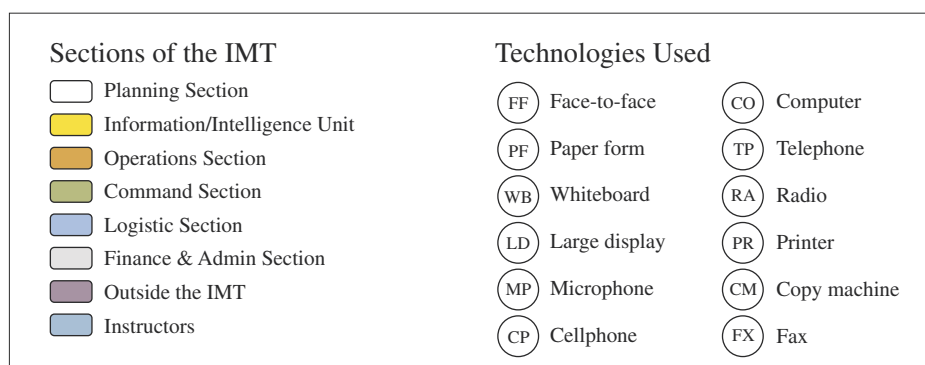 Sections of the IMT
Planning Section
Information/Intelligence Unit
Operations Section
Command Section
Logistic Section
Finance & Admin Section
Outside the IMT
Instructors
Technologies Used
FF Face-to-face
PF Paper form
WB Whiteboard
LD Large display
MP Microphone
CP Cellphone
CO Computer
TP Telephone
RA Radio
PR Printer
CM Copy machine
FX Fax